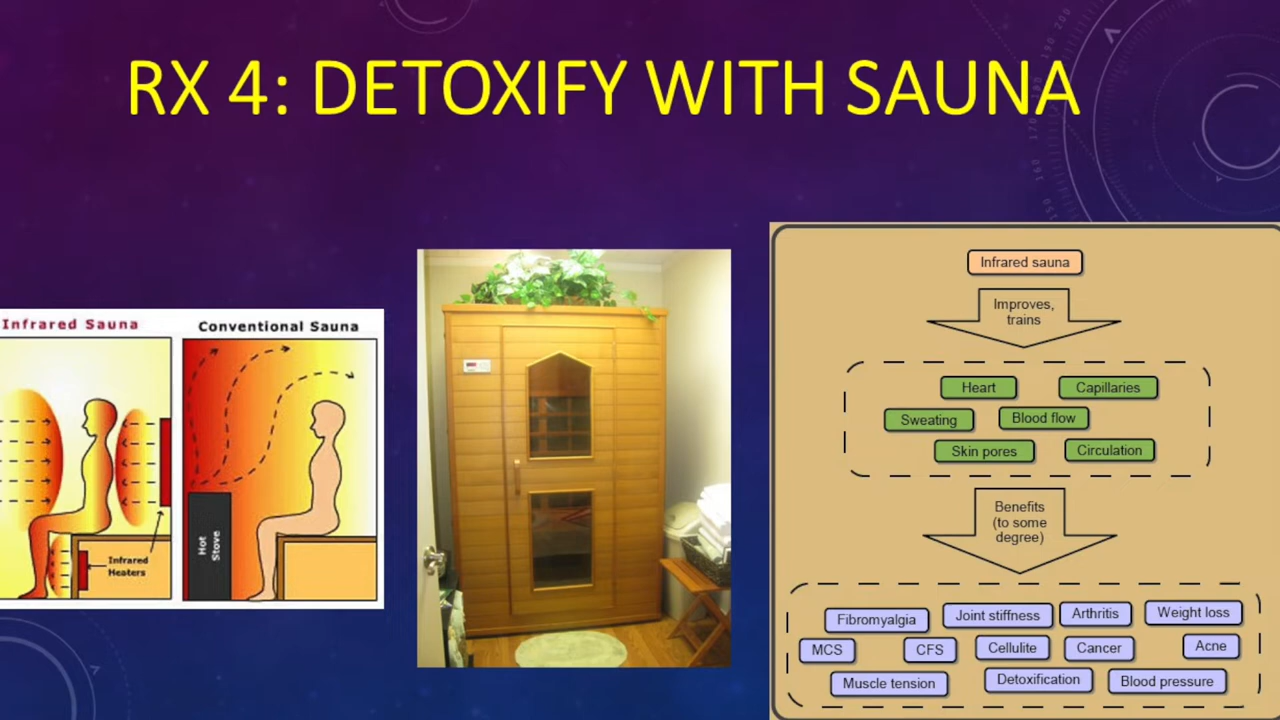 RX 4: DETOXIFY WITH SAUNA
Infrared Sauna
Conventional Sauna
Infrared
Heaters
Hot
Stove
Infrared sauna
Improves,
trains
Heart
Capillaries
Sweating
Blood flow
Skin pores
Circulation
Benefits
(to some
degree)
Fibromyalgia
Joint stiffness
Arthritis
Weight loss
MCS
CFS
Cellulite
Cancer
Acne
Muscle tension
Detoxification
Blood pressure